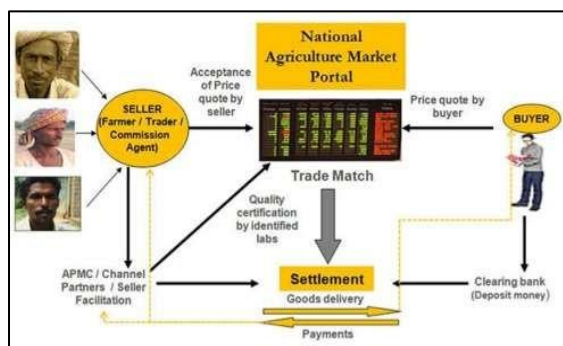 National
Agriculture Market
Portal
Acceptance
of Price
quote by
seller
SELLER
(Farmer / Trader /
Commission
Agent)
Price quote by
buyer
BUYER
Trade Match
Quality
certification
by identified
labs
APMC / Channel
Partners / Seller
Facilitation
Settlement
Goods delivery
Payments
Clearing bank
(Deposit money)